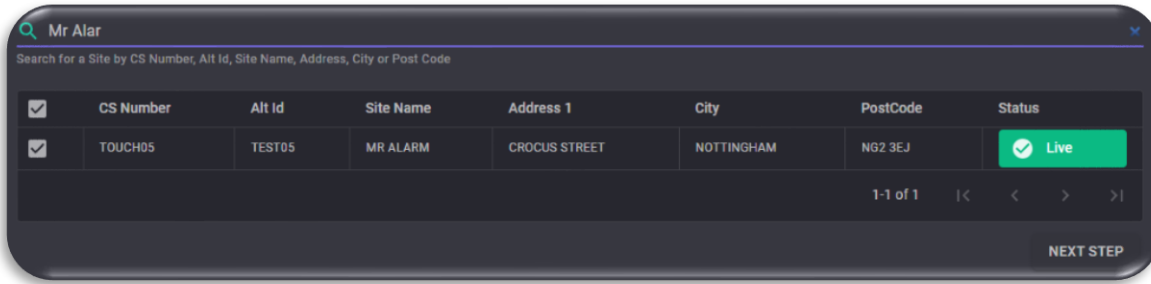 Mr Alar
Search for a Site by CS Number, Alt Id, Site Name, Address, City or Post Code
CS Number Alt Id Site Name Address 1 City PostCode Status
TOUCH05 TEST05 MR ALARM CROCUS STREET NOTTINGHAM NG2 3EJ Live
1-1 of 1
NEXT STEP